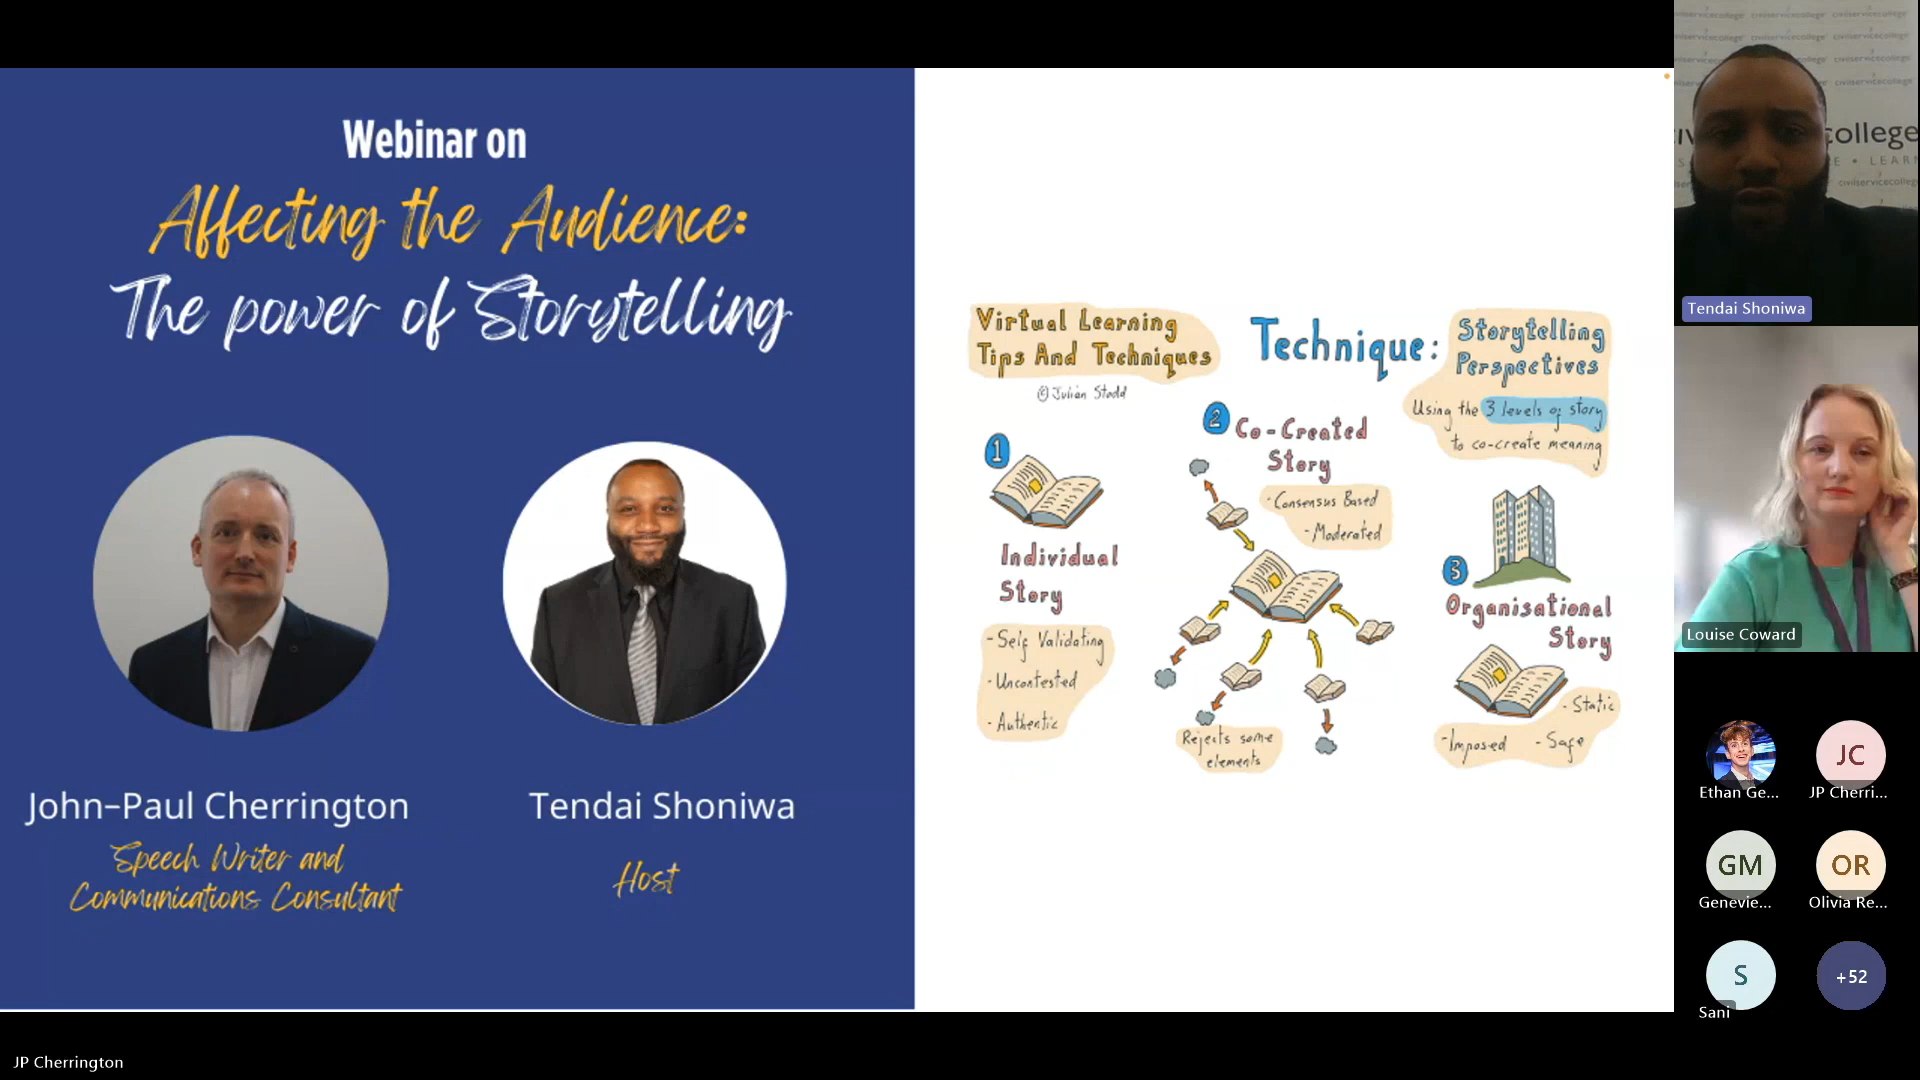 Webinar on
Affecting the Audience:
The power of Storytelling
John-Paul Cherrington
Speech Writer and
Communications Consultant
Tendai Shoniwa
Host
Virtual Learning
Tips And Techniques
© Julian Stodd
Technique:
Storytelling
Perspectives
Using the 3 levels of story
to co-create meaning
1
Individual
Story
- Self Validating
- Uncontested
- Authentic
2
Co-Created
Story
- Consensus Based
- Moderated
Rejects some
elements
3
Organisational
Story
- Static
- Imposed - Safe
civilservicecollege
college
E • LEARN
civilservicecollege
Tendai Shoniwa
Louise Coward
Ethan Ge...
JC
JP Cherri...
GM
Genevie...
OR
Olivia Re...
S
Sani
+52
JP Cherrington